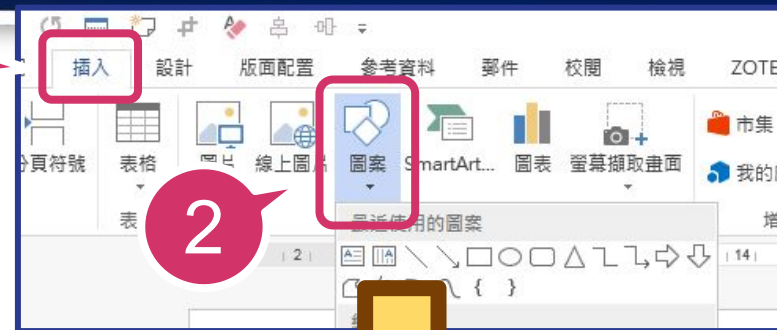 插入 設計 版面配置 參考資料 郵件 校閱 檢視 ZOTE
頁符號 表格 圖片 線上圖片 圖案 SmartArt... 圖表 螢幕擷取畫面 市集
我的
表 2 最近使用的圖案
2 14